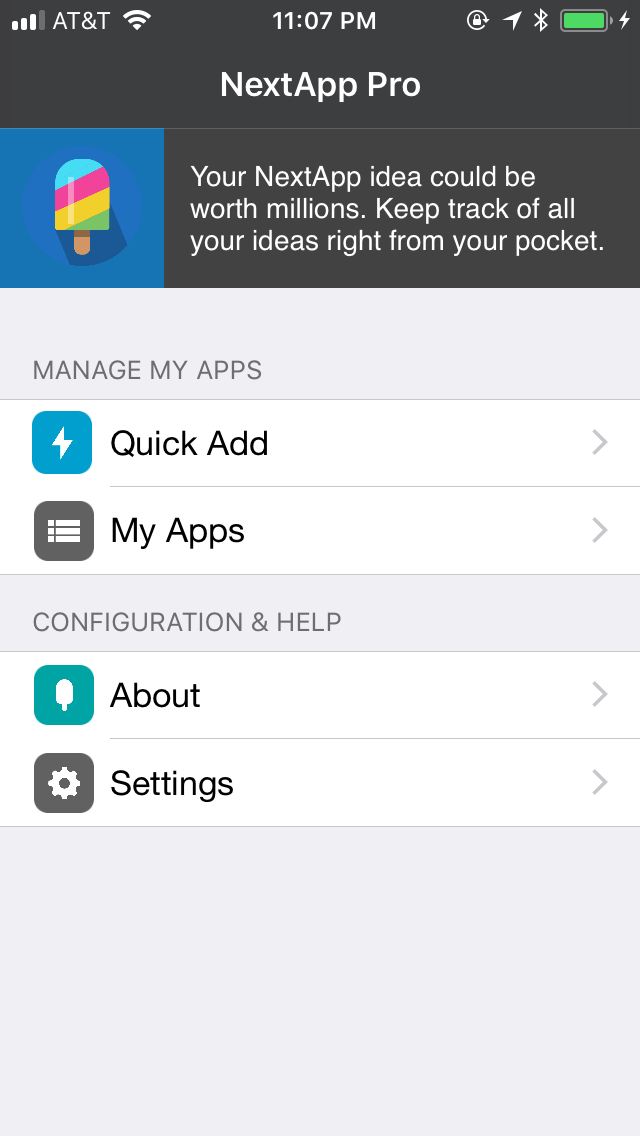 AT&T 11:07 PM
NextApp Pro
Your NextApp idea could be
worth millions. Keep track of all
your ideas right from your pocket.
MANAGE MY APPS
Quick Add
My Apps
CONFIGURATION & HELP
About
Settings